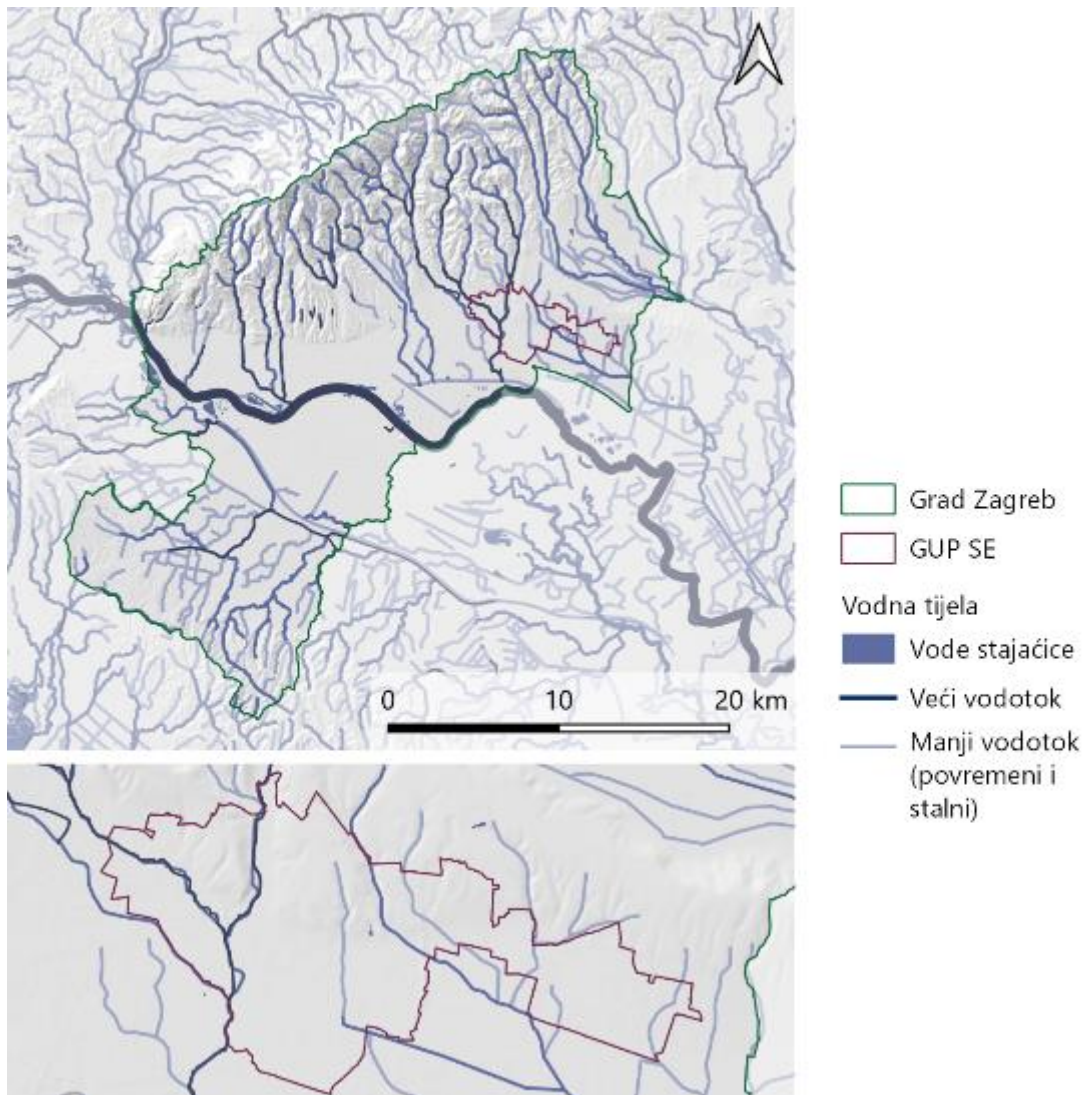 0 10 20 km
Grad Zagreb
GUP SE
Vodna tijela
Vode stajaćice
Veći vodotok
Manji vodotok
(povremeni i
stalni)